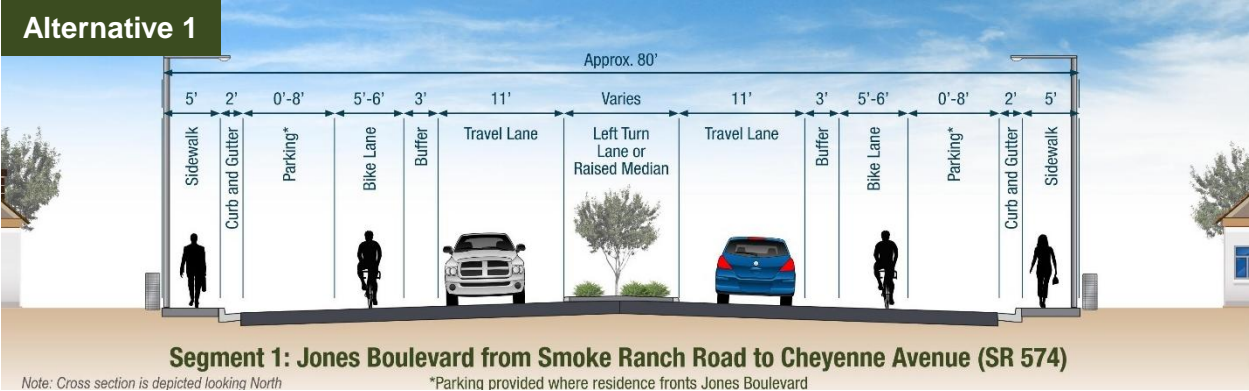 Alternative 1
Approx. 80'
5' 2' 0'-8' 5'-6' 3' 11' Varies 11' 3' 5'-6' 0'-8' 2' 5'
Sidewalk
Curb and Gutter
Parking*
Bike Lane
Buffer
Travel Lane
Left Turn
Lane or
Raised Median
Travel Lane
Buffer
Bike Lane
Parking*
Curb and Gutter
Sidewalk
Segment 1: Jones Boulevard from Smoke Ranch Road to Cheyenne Avenue (SR 574)
Note: Cross section is depicted looking North
*Parking provided where residence fronts Jones Boulevard